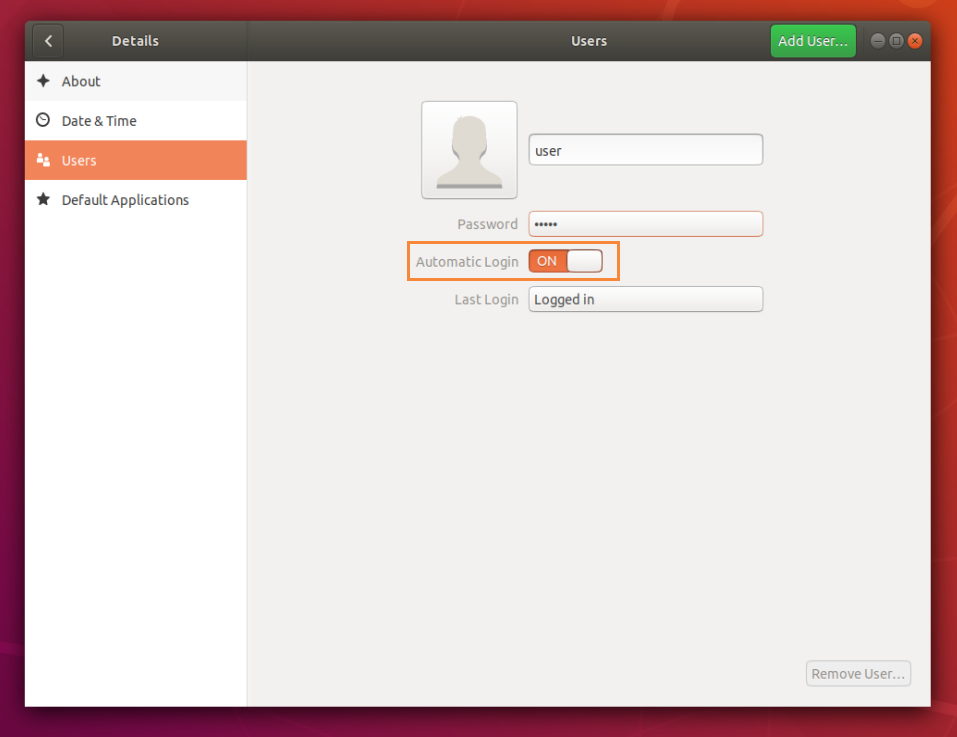 Details
Users
Add User...
About
Date & Time
Users
Default Applications
user
Password •••••
Automatic Login ON
Last Login Logged in
Remove User...